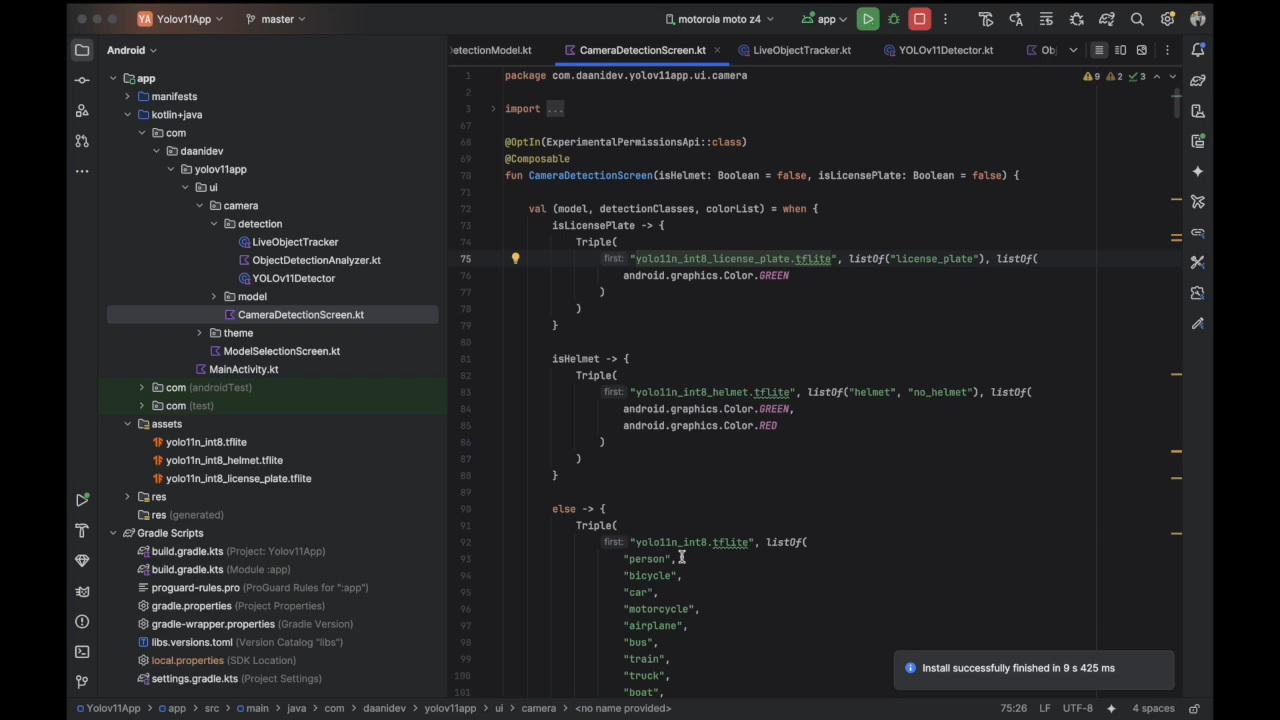 YA Yolov11App
master
motorola moto z4
app
Android
etectionModel.kt
CameraDetectionScreen.kt
LiveObjectTracker.kt
YOLOv11Detector.kt
Ob
app
manifests
kotlin+java
com
daanidev
yolov11app
ui
camera
detection
LiveObjectTracker
ObjectDetectionAnalyzer.kt
YOLOv11Detector
model
CameraDetectionScreen.kt
theme
ModelSelectionScreen.kt
MainActivity.kt
com (androidTest)
com (test)
assets
yolo11n_int8.tflite
yolo11n_int8_helmet.tflite
yolo11n_int8_license_plate.tflite
res
res (generated)
Gradle Scripts
build.gradle.kts (Project: Yolov11App)
build.gradle.kts (Module :app)
proguard-rules.pro (ProGuard Rules for ":app)
gradle.properties (Project Properties)
gradle-wrapper.properties (Gradle Version)
libs.versions.toml (Version Catalog "libs")
local.properties (SDK Location)
settings.gradle.kts (Project Settings)
9 2 3
1 package com.daanidev.yolov11app.ui.camera
2
3 import ...
67
68 @OptIn(ExperimentalPermissionsApi::class)
69 @Composable
70 fun CameraDetectionScreen(isHelmet: Boolean = false, isLicensePlate: Boolean = false) {
71
72 val (model, detectionClasses, colorList) = when {
73 isLicensePlate -> {
74 Triple(
75 first: "yolo11n_int8_license_plate.tflite", listOf("license_plate"), listOf(
76 android.graphics.Color.GREEN
77 )
78 )
79 }
80
81 isHelmet -> {
82 Triple(
83 first: "yolo11n_int8_helmet.tflite", listOf("helmet", "no_helmet"), listOf(
84 android.graphics.Color.GREEN,
85 android.graphics.Color.RED
86 )
87 )
88 }
89
90 else -> {
91 Triple(
92 first: "yolo11n_int8.tflite", listOf(
93 "person",
94 "bicycle",
95 "car",
96 "motorcycle",
97 "airplane",
98 "bus",
99 "train",
100 "truck",
101 "boat",
Install successfully finished in 9 s 425 ms
Yolov11App > app > src > main > java > com > daanidev > yolov11app > ui > camera > <no name provided>
75:26 LF UTF-8 4 spaces